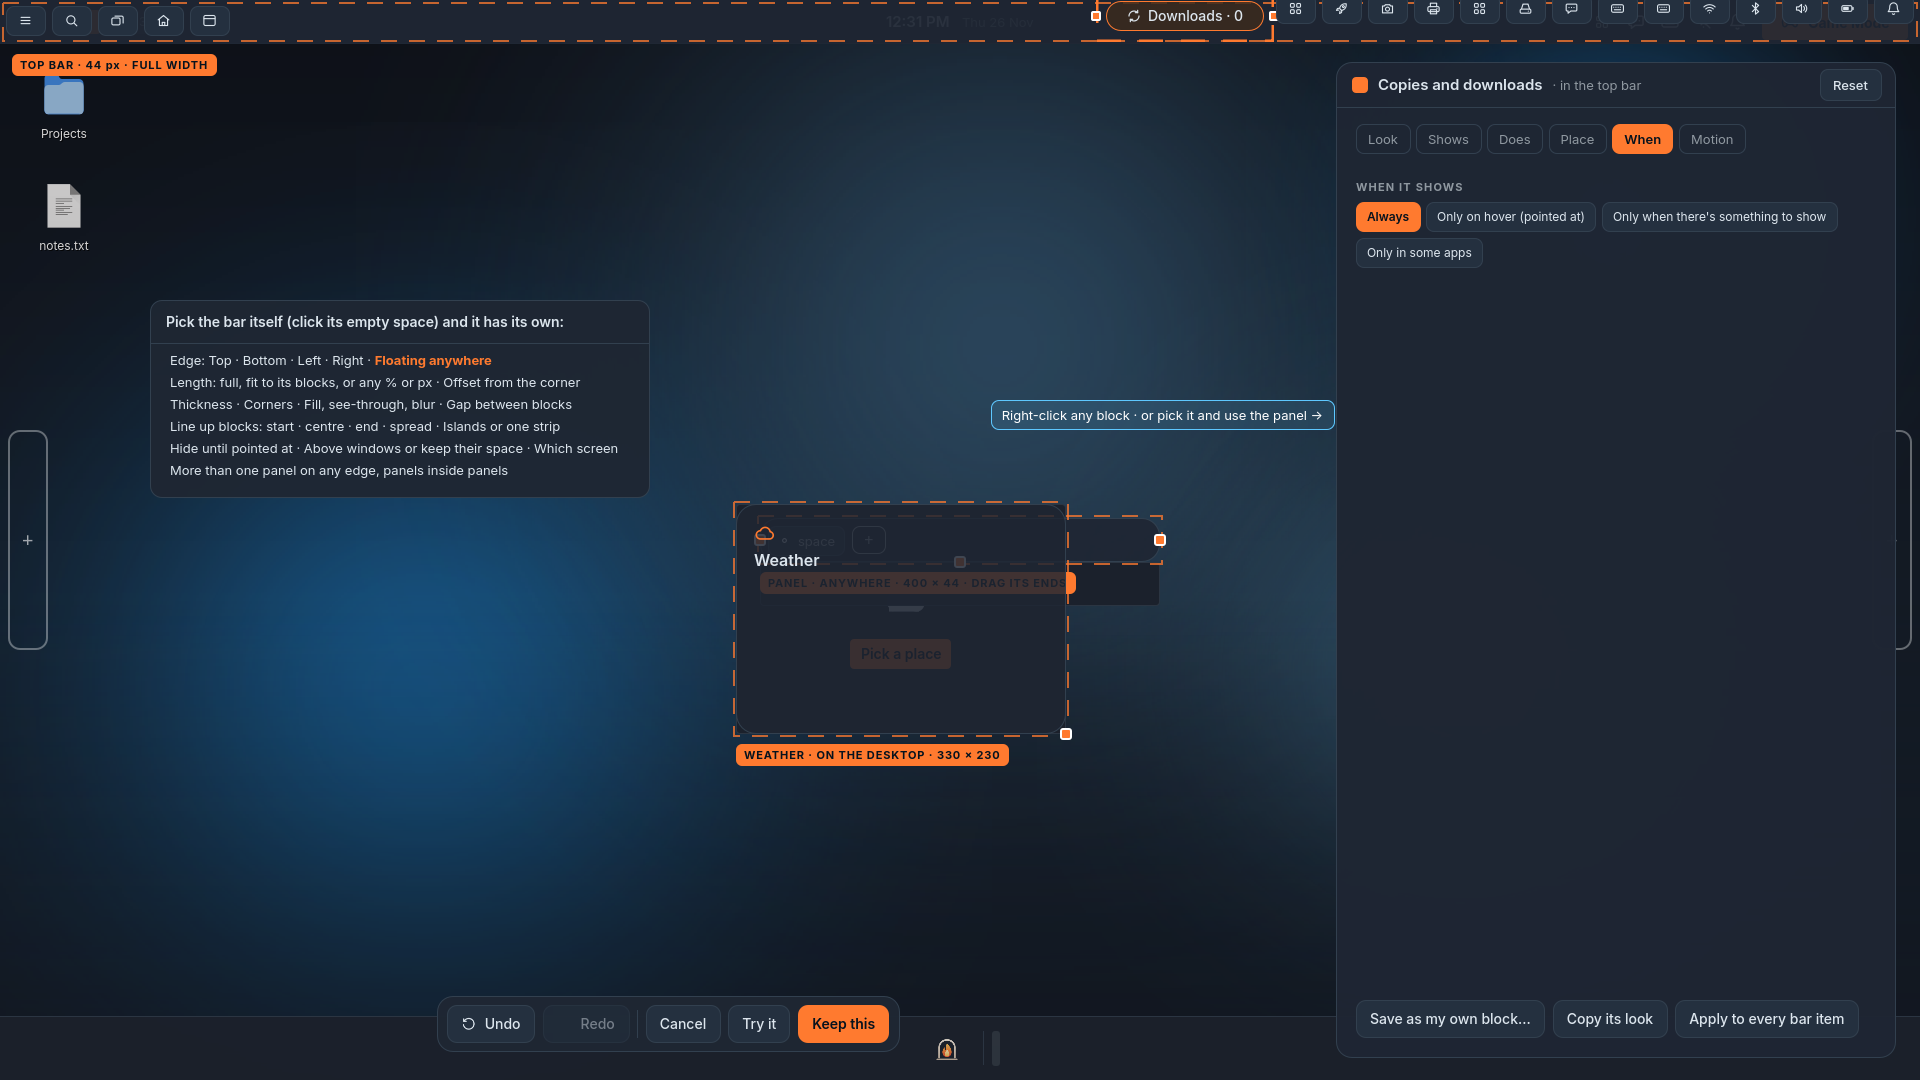 12:31 PM Thu 26 Nov
Downloads · 0
TOP BAR · 44 px · FULL WIDTH
Projects
notes.txt
Pick the bar itself (click its empty space) and it has its own:
Edge: Top · Bottom · Left · Right · Floating anywhere
Length: full, fit to its blocks, or any % or px · Offset from the corner
Thickness · Corners · Fill, see-through, blur · Gap between blocks
Line up blocks: start · centre · end · spread · Islands or one strip
Hide until pointed at · Above windows or keep their space · Which screen
More than one panel on any edge, panels inside panels
Right-click any block · or pick it and use the panel →
+
space +
Weather
PANEL · ANYWHERE · 400 × 44 · DRAG ITS ENDS
Pick a place
WEATHER · ON THE DESKTOP · 330 × 230
Copies and downloads · in the top bar
Reset
Look Shows Does Place When Motion
WHEN IT SHOWS
Always Only on hover (pointed at) Only when there's something to show
Only in some apps
Save as my own block... Copy its look Apply to every bar item
Undo Redo Cancel Try it Keep this